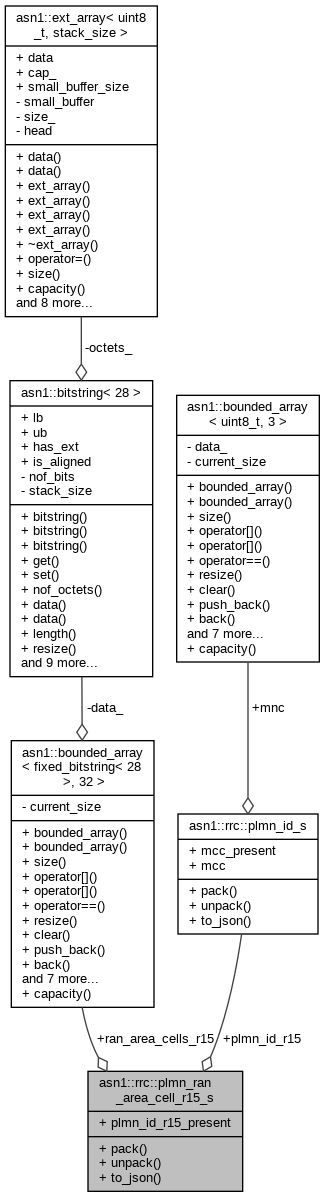 asn1::ext_array< uint8
_t, stack_size >
+ data
+ cap_
+ small_buffer_size
- small_buffer
- size_
- head
+ data()
+ data()
+ ext_array()
+ ext_array()
+ ext_array()
+ ext_array()
+ ~ext_array()
+ operator=()
+ size()
+ capacity()
and 8 more...
-octets_
asn1::bitstring< 28 >
+ lb
+ ub
+ has_ext
+ is_aligned
- nof_bits
- stack_size
+ bitstring()
+ bitstring()
+ bitstring()
+ get()
+ set()
+ nof_octets()
+ data()
+ data()
+ length()
+ resize()
and 9 more...
asn1::bounded_array
< uint8_t, 3 >
- data_
- current_size
+ bounded_array()
+ bounded_array()
+ size()
+ operator[]()
+ operator[]()
+ operator==()
+ resize()
+ clear()
+ push_back()
+ back()
and 7 more...
+ capacity()
-data_
+mnc
asn1::bounded_array
< fixed_bitstring< 28
>, 32 >
- current_size
+ bounded_array()
+ bounded_array()
+ size()
+ operator[]()
+ operator[]()
+ operator==()
+ resize()
+ clear()
+ push_back()
+ back()
and 7 more...
+ capacity()
asn1::rrc::plmn_id_s
+ mcc_present
+ mcc
+ pack()
+ unpack()
+ to_json()
+ran_area_cells_r15
+plmn_id_r15
asn1::rrc::plmn_ran
_area_cell_r15_s
+ plmn_id_r15_present
+ pack()
+ unpack()
+ to_json()